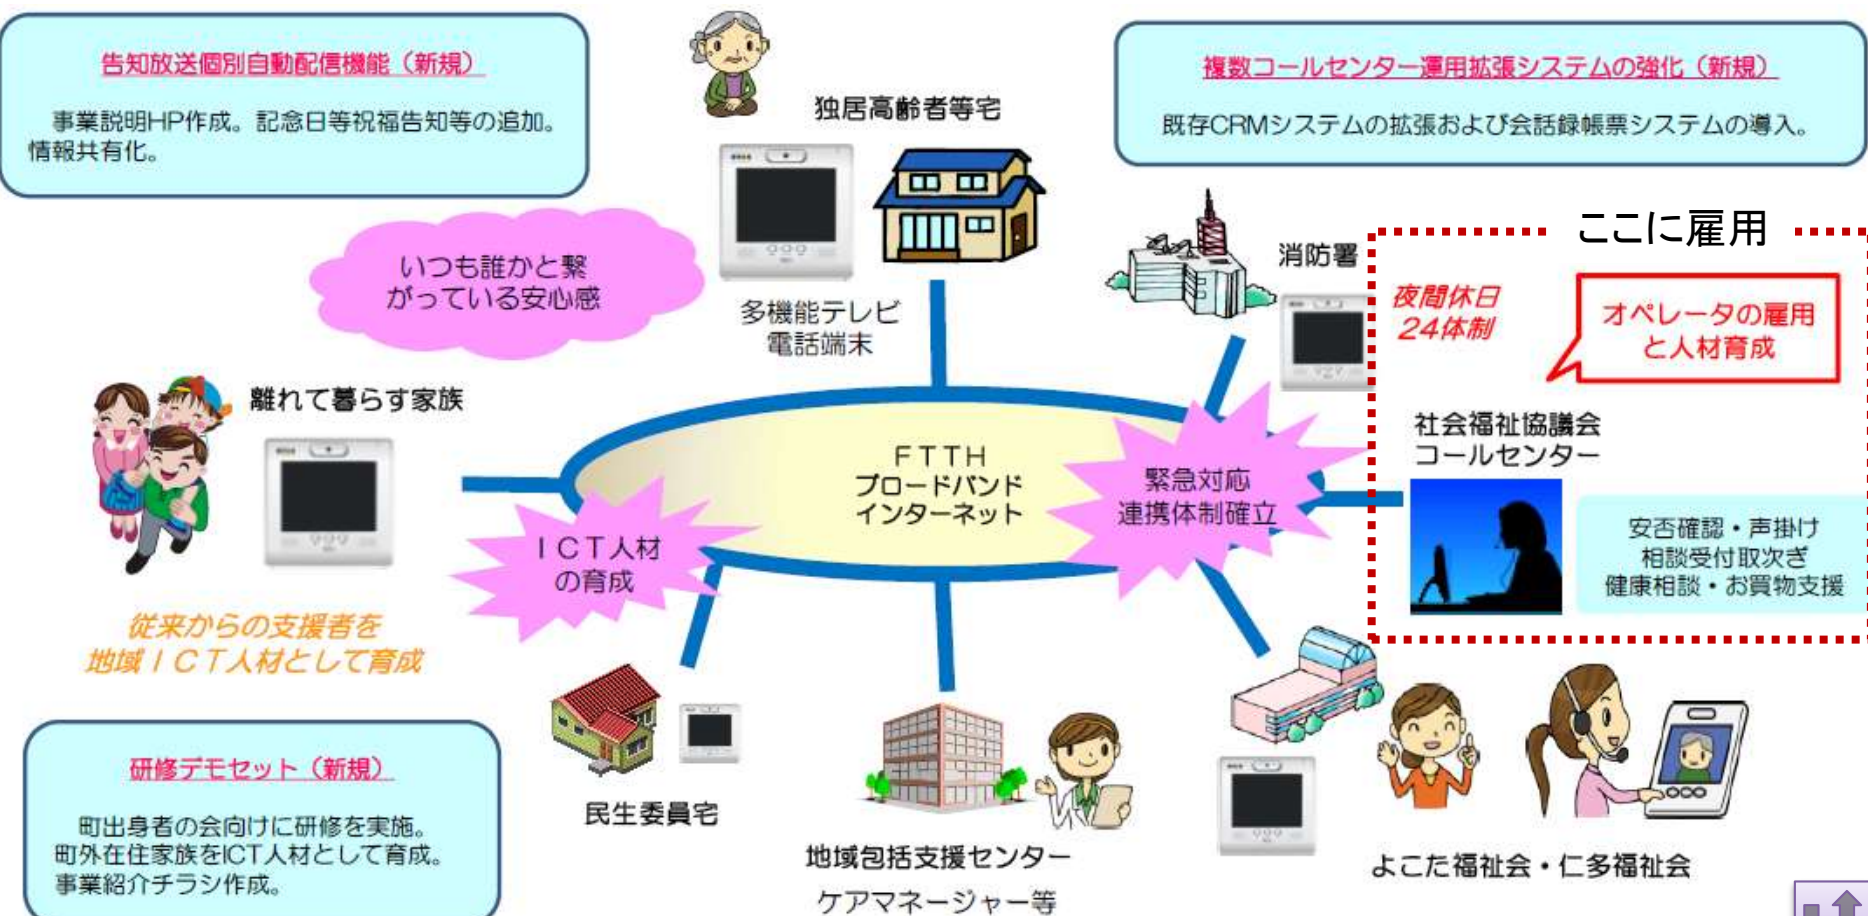 告知放送個別自動配信機能（新規）
事業説明HP作成。記念日等祝福告知等の追加。
情報共有化。
独居高齢者等宅
多機能テレビ
電話端末
複数コールセンター運用拡張システムの強化（新規）
既存CRMシステムの拡張および会話録帳票システムの導入。
いつも誰かと繋
がっている安心感
消防署
ここに雇用
夜間休日
24体制
オペレータの雇用
と人材育成
社会福祉協議会
コールセンター
安否確認・声掛け
相談受付取次ぎ
健康相談・お買物支援
離れて暮らす家族
FTTH
ブロードバンド
インターネット
緊急対応
連携体制確立
ICT人材
の育成
従来からの支援者を
地域ICT人材として育成
研修デモセット（新規）
町出身者の会向けに研修を実施。
町外在住家族をICT人材として育成。
事業紹介チラシ作成。
民生委員宅
地域包括支援センター
ケアマネージャー等
よこた福祉会・仁多福祉会